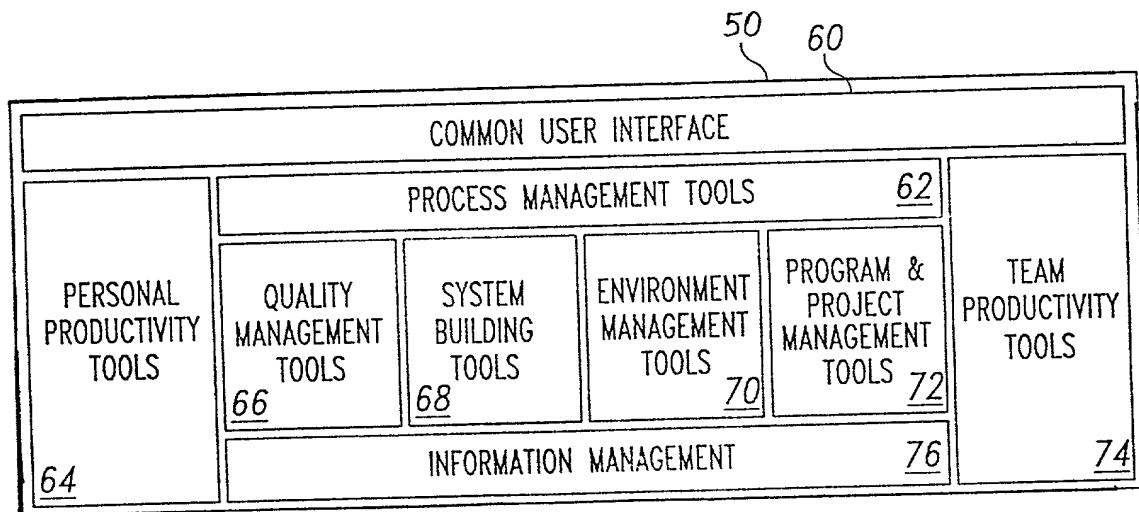 50
60
COMMON USER INTERFACE
PROCESS MANAGEMENT TOOLS
62
PERSONAL
PRODUCTIVITY
TOOLS
64
QUALITY
MANAGEMENT
TOOLS
66
SYSTEM
BUILDING
TOOLS
68
ENVIRONMENT
MANAGEMENT
TOOLS
70
PROGRAM &
PROJECT
MANAGEMENT
TOOLS
72
TEAM
PRODUCTIVITY
TOOLS
74
INFORMATION MANAGEMENT
76